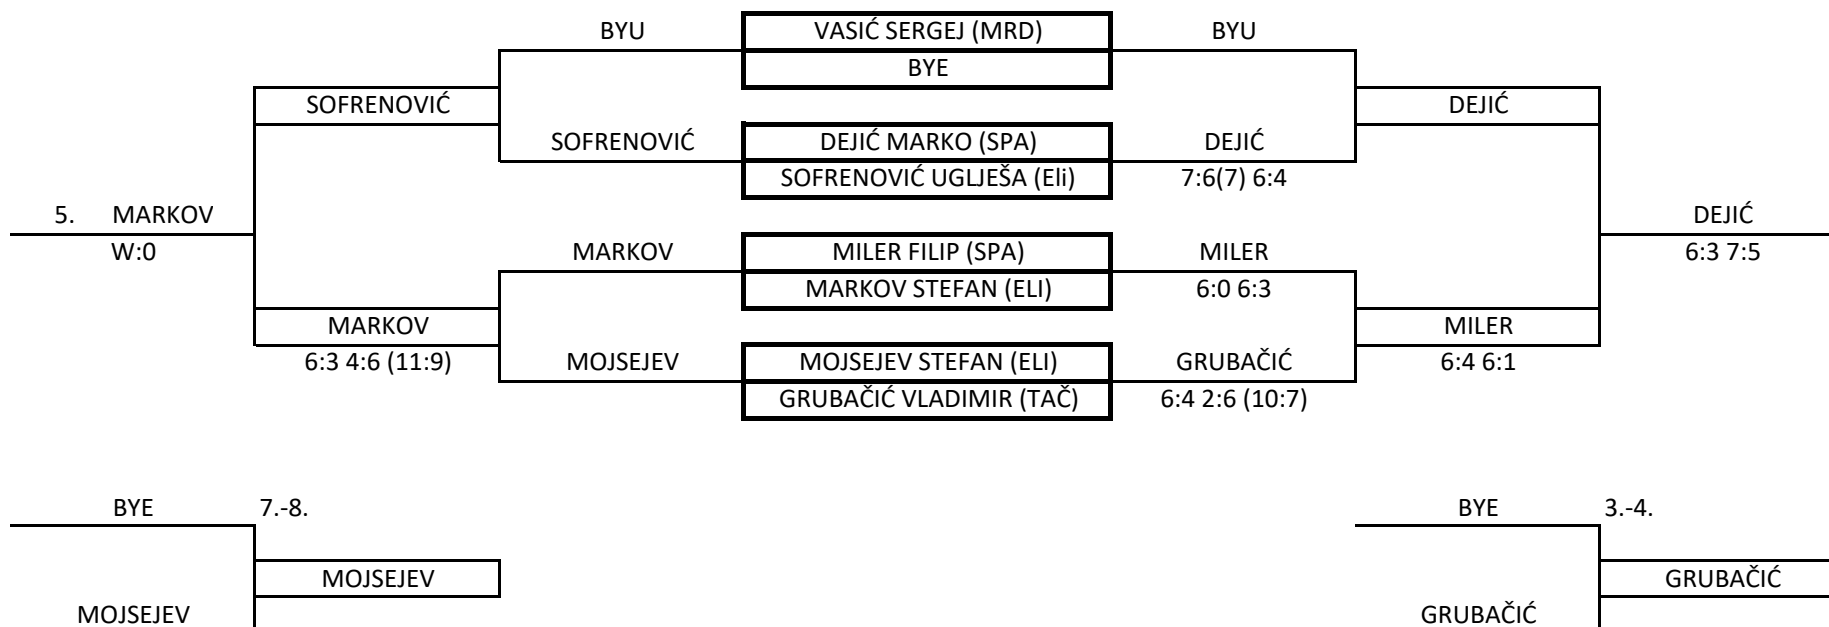 BYU VASIĆ SERGEJ (MRD) BYU
BYE
SOFRENOVIĆ DEJIĆ
SOFRENOVIĆ DEJIĆ MARKO (SPA) DEJIĆ
SOFRENOVIĆ UGLJEŠA (Eli) 7:6(7) 6:4
5. MARKOV DEJIĆ
W:0 MARKOV MILER FILIP (SPA) MILER 6:3 7:5
MARKOV STEFAN (ELI) 6:0 6:3
MARKOV MILER
6:3 4:6 (11:9) MOJSEJEV MOJSEJEV STEFAN (ELI) GRUBAČIĆ 6:4 6:1
GRUBAČIĆ VLADIMIR (TAČ) 6:4 2:6 (10:7)
BYE 7.-8. BYE 3.-4.
MOJSEJEV GRUBAČIĆ
MOJSEJEV GRUBAČIĆ